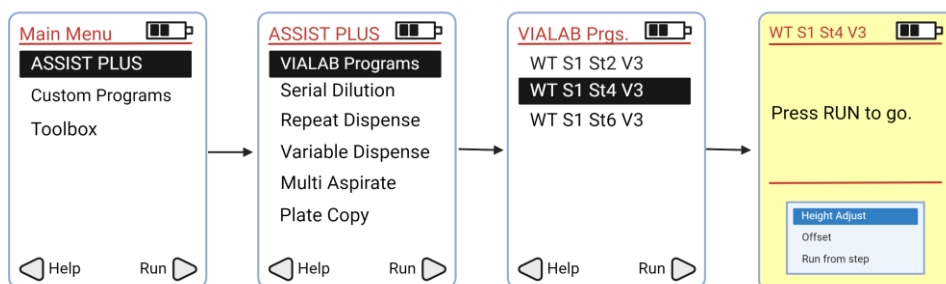 Main Menu
ASSIST PLUS
Custom Programs
Toolbox
Help
Run
ASSIST PLUS
VIALAB Programs
Serial Dilution
Repeat Dispense
Variable Dispense
Multi Aspirate
Plate Copy
Help
Run
VIALAB Prgs.
WT S1 St2 V3
WT S1 St4 V3
WT S1 St6 V3
Help
Run
WT S1 St4 V3
Press RUN to go.
Height Adjust
Offset
Run from step